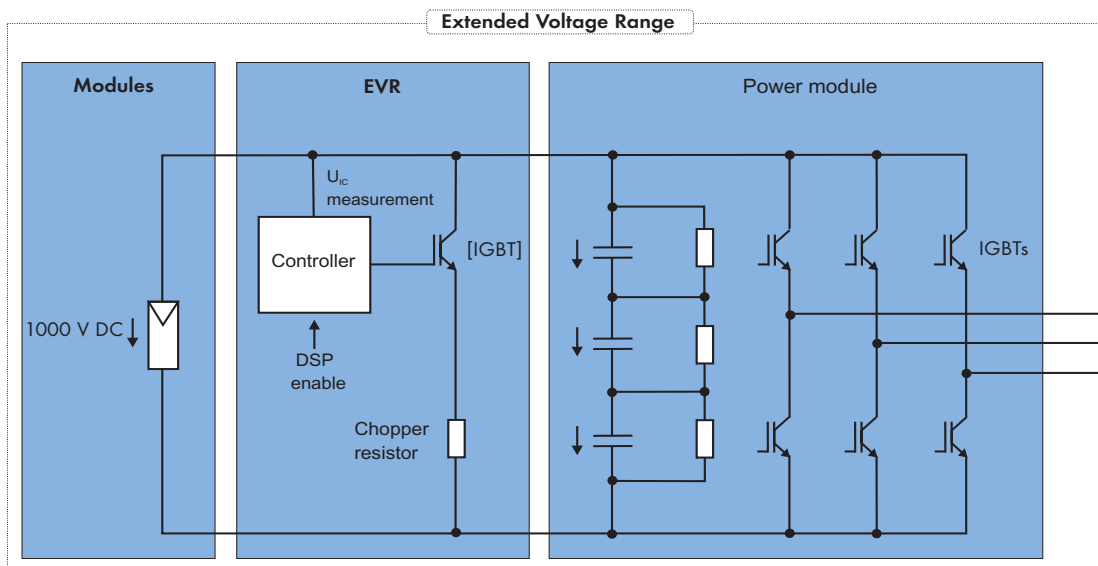 Extended Voltage Range
Modules
EVR
Power module
U_IC
measurement
Controller
[IGBT]
IGBTs
1000 V DC
DSP
enable
Chopper
resistor